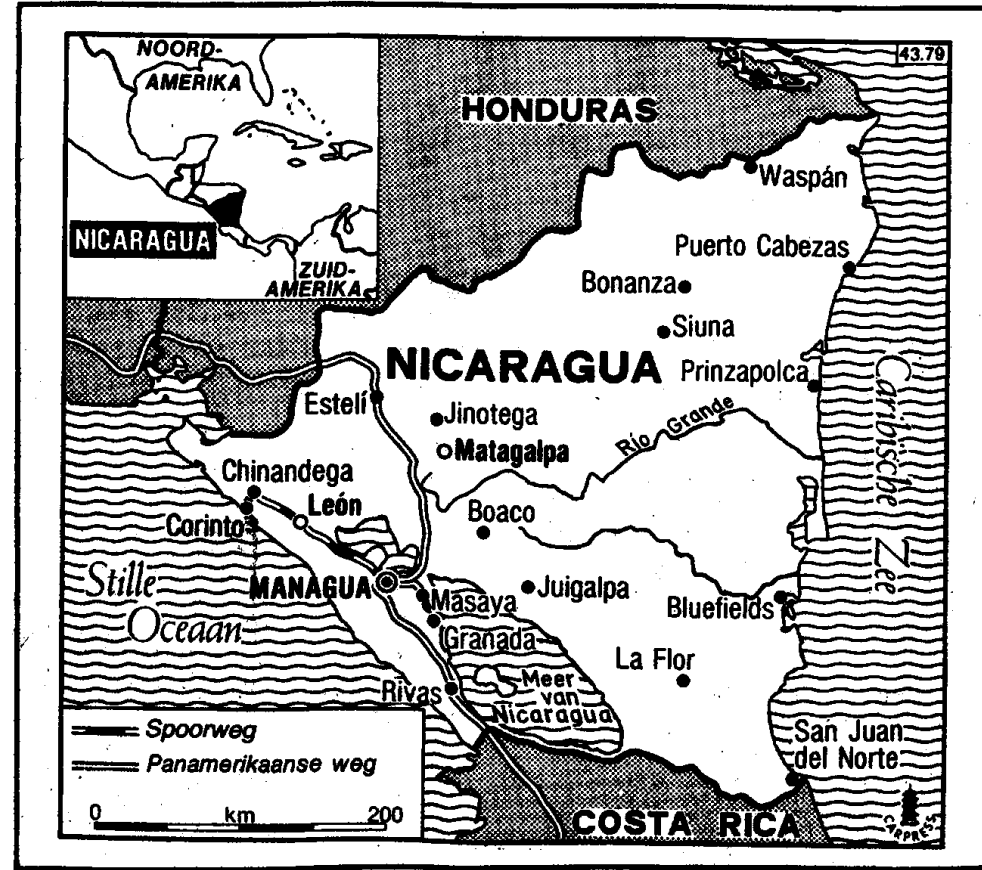 NOORD-
AMERIKA
43.79
HONDURAS
Waspán
NICARAGUA
Puerto Cabezas
ZUID-
AMERIKA
Bonanza
Siuna
NICARAGUA
Prinzapolca
Caribische Zee
Estelí
Jinotega
Matagalpa
Río Grande
Chinandega
León
Corinto
Boaco
Stille
Oceaan
MANAGUA
Masaya
Juigalpa
Bluefields
Granada
La Flor
Rivas
Meer
van
Nicaragua
Spoorweg
San Juan
del Norte
Panamerikaanse weg
0 km 200
COSTA RICA
CARPRESS